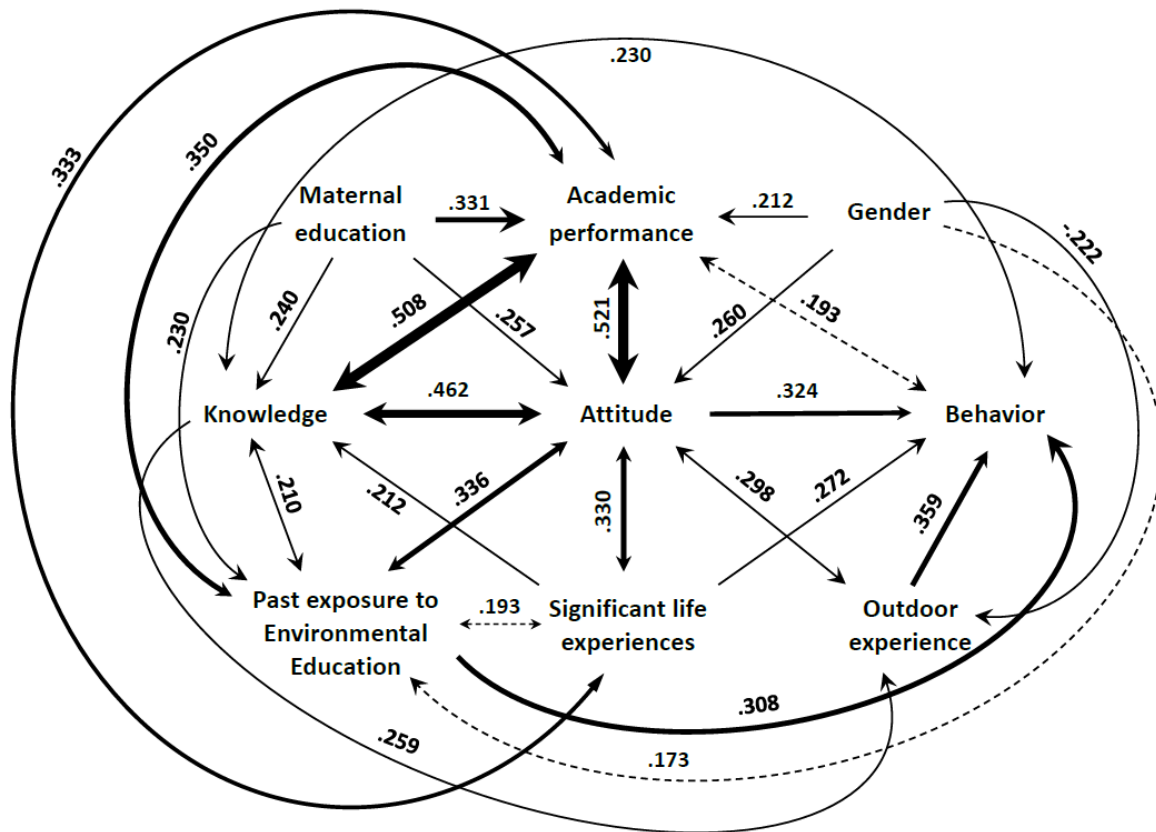 .230
.350
.333
Maternal
education
.331
Academic
performance
.212
Gender
-.222
.230
.240
.508
.257
.521
.260
.193
Knowledge
.462
Attitude
.324
Behavior
.210
.212
.336
.330
.298
.272
.359
Past exposure to
Environmental
Education
.193
Significant life
experiences
Outdoor
experience
.308
.259
.173